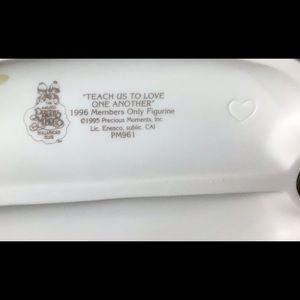 "TEACH US TO LOVE
ONE ANOTHER"
1996 Members Only Figurine
©1995 Precious Moments, Inc
Lic. Enesco, sublic. CAI
PM961